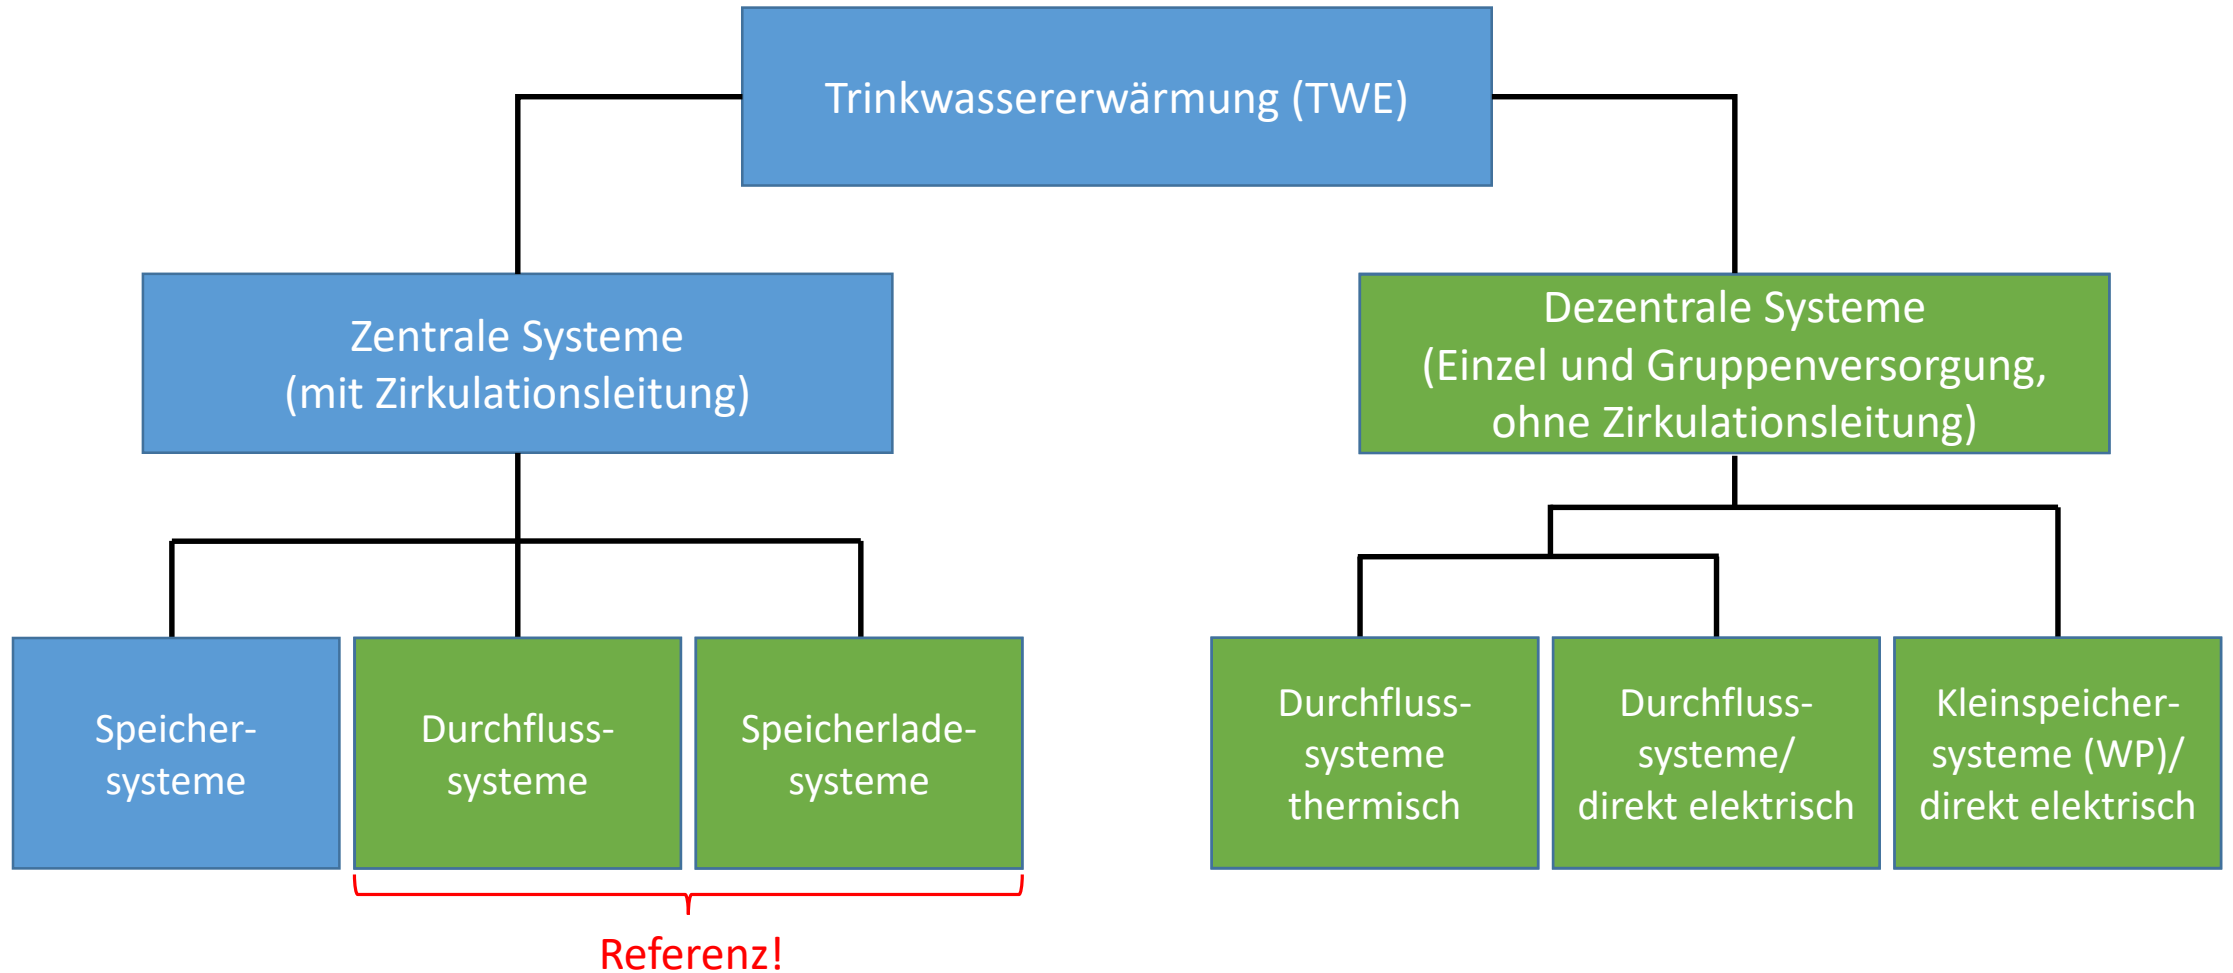 Trinkwassererwärmung (TWE)
Zentrale Systeme
(mit Zirkulationsleitung)
Dezentrale Systeme
(Einzel und Gruppenversorgung,
ohne Zirkulationsleitung)
Speicher-
systeme
Durchfluss-
systeme
Speicherlade-
systeme
Durchfluss-
systeme
thermisch
Durchfluss-
systeme/
direkt elektrisch
Kleinspeicher-
systeme (WP)/
direkt elektrisch
Referenz!